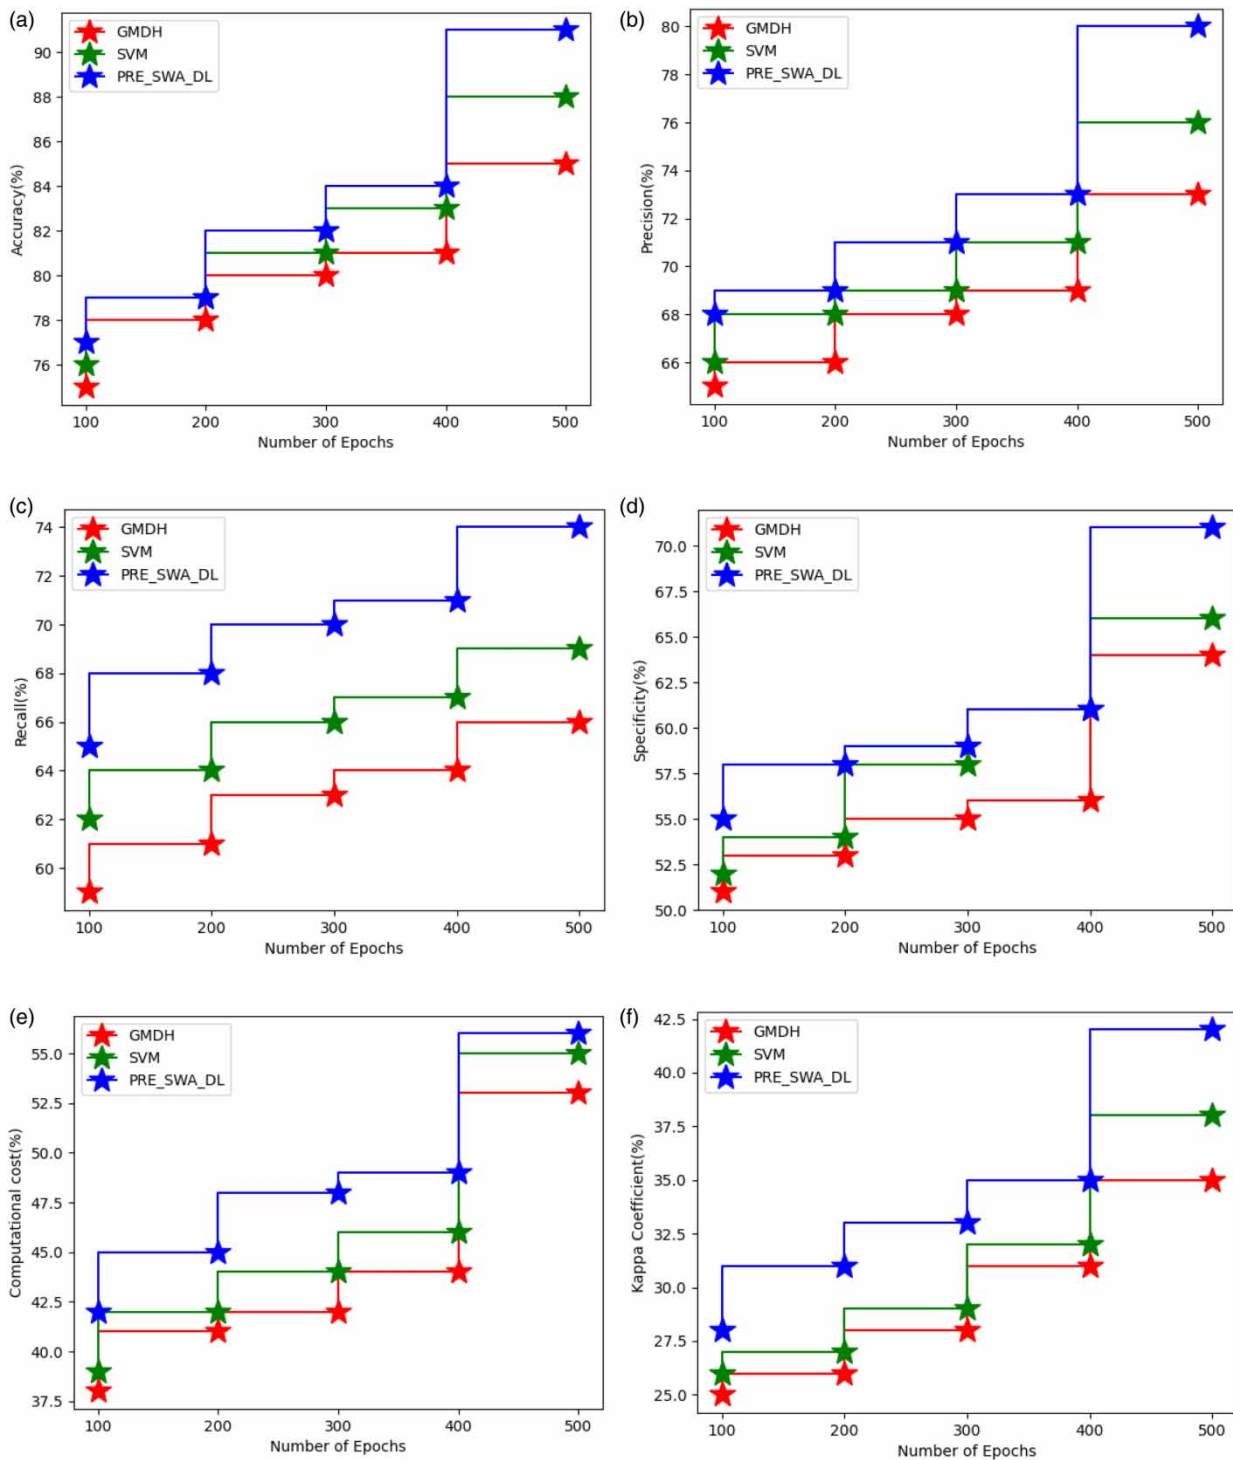 (a)
GMDH
SVM
PRE_SWA_DL
90
88
86
84
82
80
78
76
Accuracy(%)
100 200 300 400 500
Number of Epochs
(b)
GMDH
SVM
PRE_SWA_DL
80
78
76
74
72
70
68
66
Precision(%)
100 200 300 400 500
Number of Epochs
(c)
GMDH
SVM
PRE_SWA_DL
74
72
70
68
66
64
62
60
Recall(%)
100 200 300 400 500
Number of Epochs
(d)
GMDH
SVM
PRE_SWA_DL
70.0
67.5
65.0
62.5
60.0
57.5
55.0
52.5
50.0
Specificity(%)
100 200 300 400 500
Number of Epochs
(e)
GMDH
SVM
PRE_SWA_DL
55.0
52.5
50.0
47.5
45.0
42.5
40.0
37.5
Computational cost(%)
100 200 300 400 500
Number of Epochs
(f)
GMDH
SVM
PRE_SWA_DL
42.5
40.0
37.5
35.0
32.5
30.0
27.5
25.0
Kappa Coefficient(%)
100 200 300 400 500
Number of Epochs